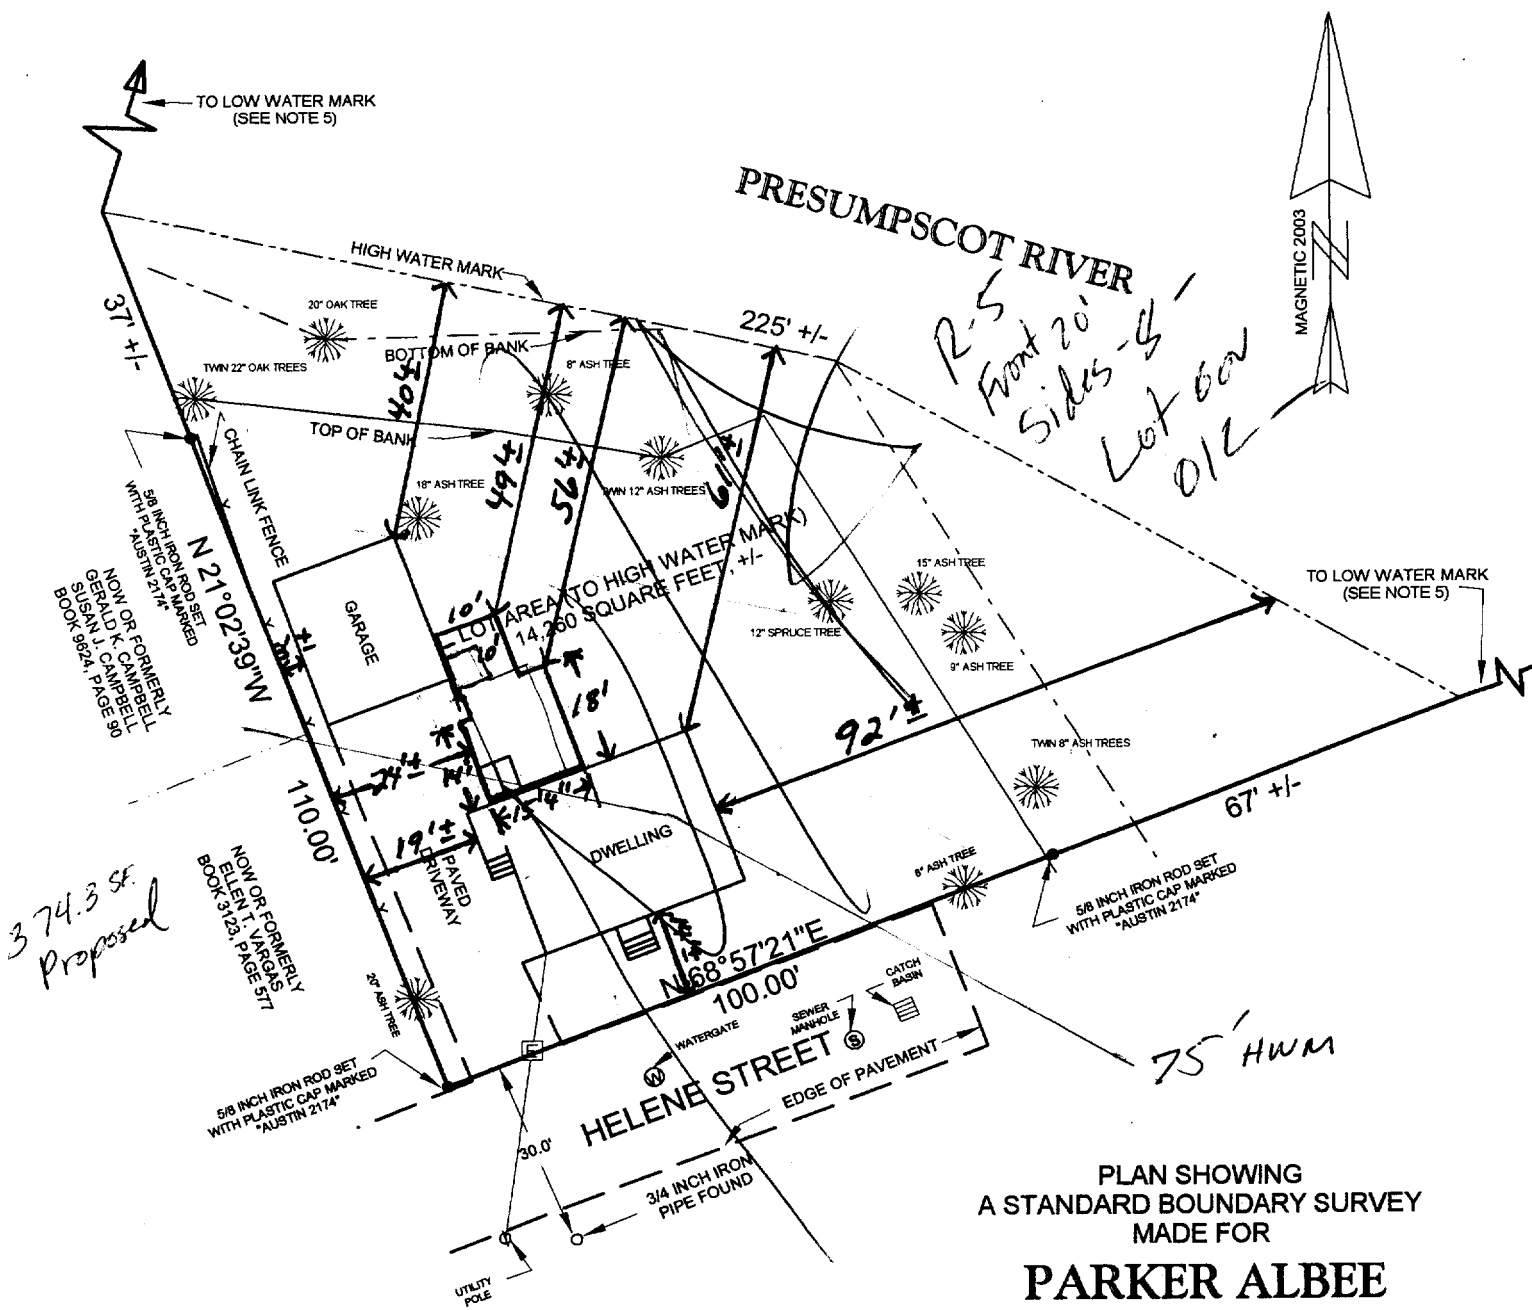 TO LOW WATER MARK
(SEE NOTE 5)
PRESUMPSCOT RIVER
MAGNETIC 2003
HIGH WATER MARK
225' +/-
37' +/-
20" OAK TREE
BOTTOM OF BANK
8" ASH TREE
TWIN 22" OAK TREES
TOP OF BANK
40±
49±
56±
18" ASH TREE
TWIN 12" ASH TREES
R-5
Front 20'
Sides - 8'
Lot
012
CHAIN LINK FENCE
5/8 INCH IRON ROD SET
WITH PLASTIC CAP MARKED
"AUSTIN 2174"
N 21°02'39"W
NOW OR FORMERLY
GERALD K. CAMPBELL
SUSAN J. CAMPBELL
BOOK 9624, PAGE 90
GARAGE
LOT AREA (TO HIGH WATER MARK)
14,260 SQUARE FEET, +/-
10'
10'
15" ASH TREE
12" SPRUCE TREE
9" ASH TREE
TO LOW WATER MARK
(SEE NOTE 5)
18'
92'±
TWIN 8" ASH TREES
67' +/-
24'±
14'
110.00'
19'±
PAVED
DRIVEWAY
DWELLING
374.3 SF.
Proposed
NOW OR FORMERLY
ELLEN T. VARGAS
BOOK 3123, PAGE 577
20" ASH TREE
ASH TREE
5/8 INCH IRON ROD SET
WITH PLASTIC CAP MARKED
"AUSTIN 2174"
N 68°57'21"E
100.00'
CATCH
BASIN
SEWER
MANHOLE
WATERGATE
W
S
E
HELENE STREET
EDGE OF PAVEMENT
75' HWM
5/8 INCH IRON ROD SET
WITH PLASTIC CAP MARKED
"AUSTIN 2174"
30.0'
3/4 INCH IRON
PIPE FOUND
UTILITY
POLE
PLAN SHOWING
A STANDARD BOUNDARY SURVEY
MADE FOR
PARKER ALBEE